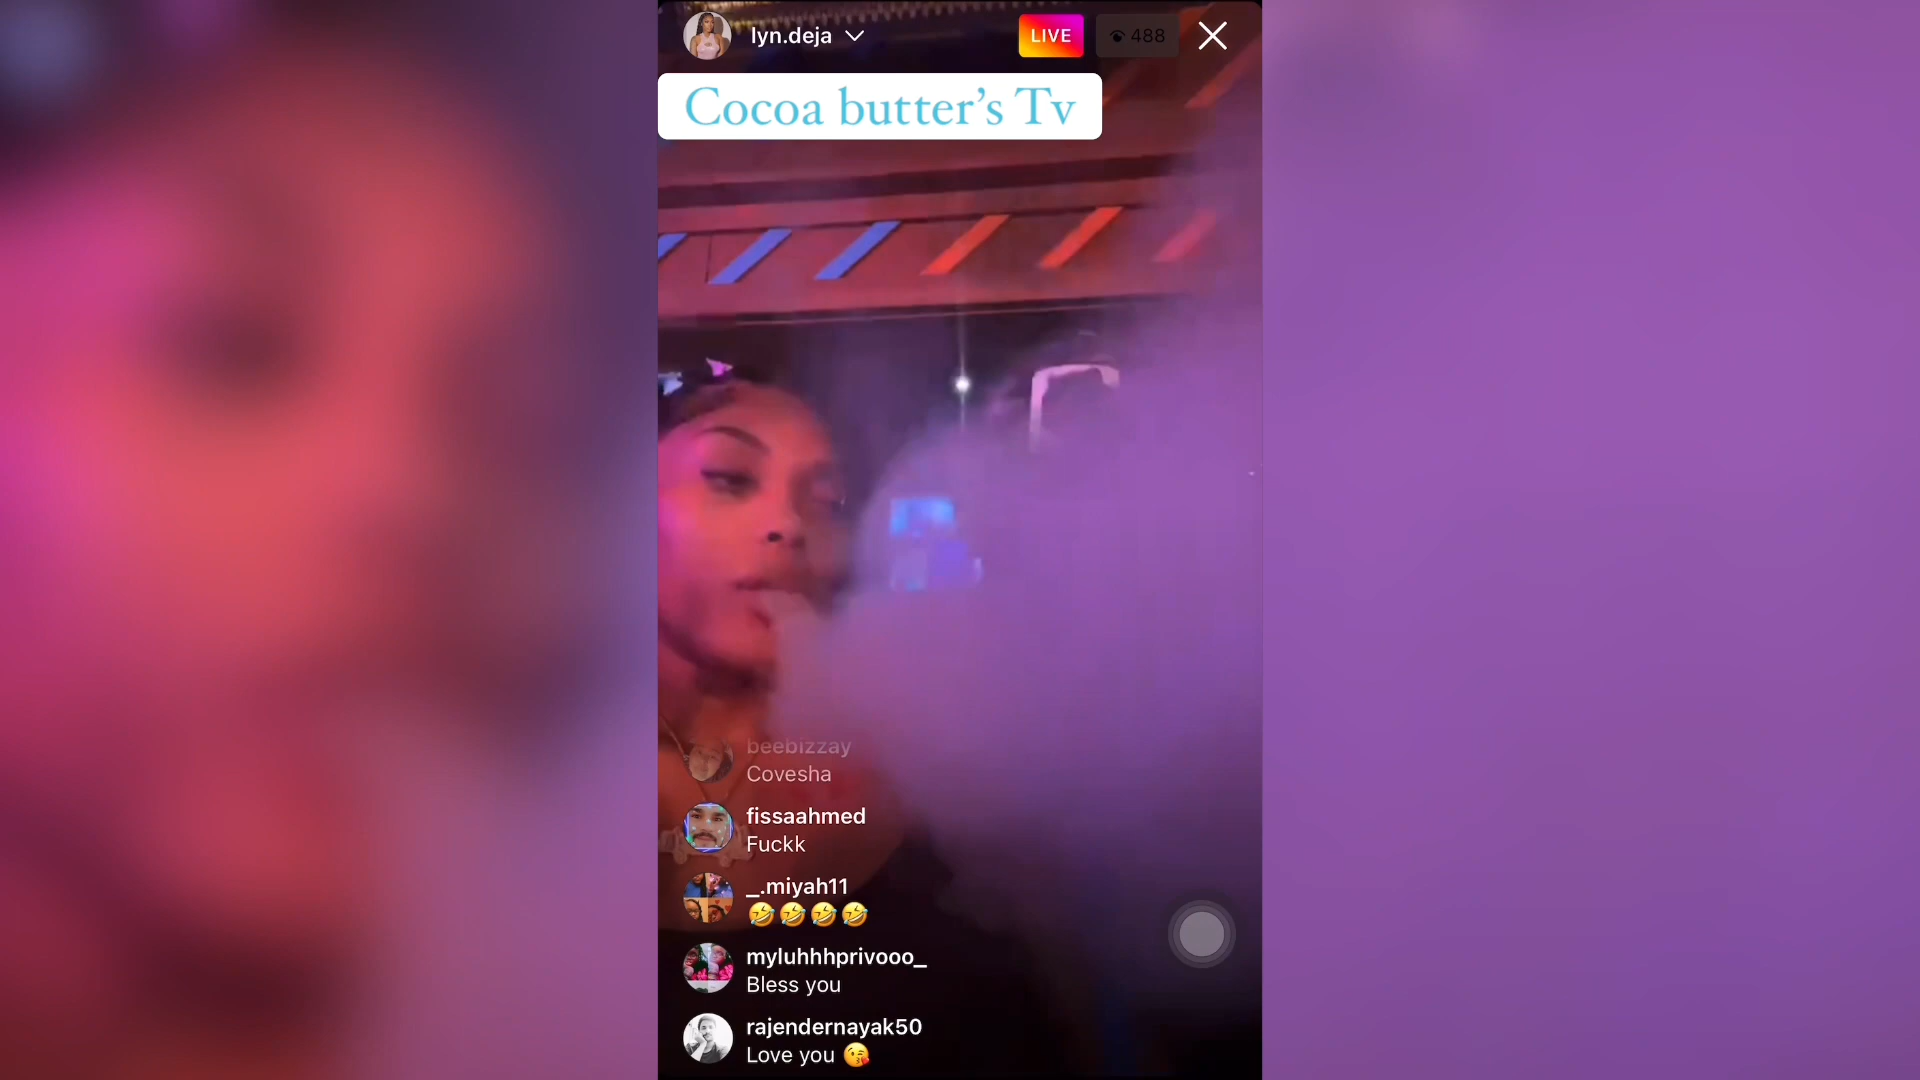 lyn.deja
LIVE
488
Cocoa butter's Tv
beebizzay
Covesha
fissaahmed
Fuckk
_.miyah11
🤣🤣🤣🤣
myluhhhprivooo_
Bless you
rajendernayak50
Love you 😘